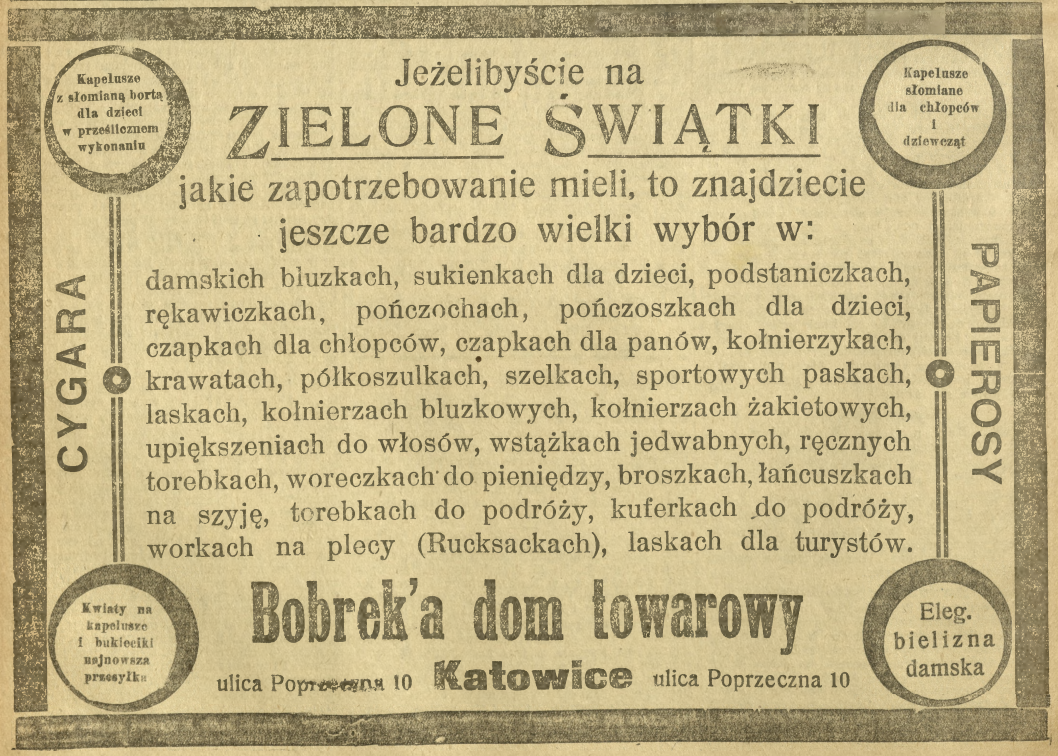 Kapelusze
z słomianą bortą
dla dzieci
w prześlicznem
wykonaniu
Jeżelibyście na
ZIELONE ŚWIĄTKI
jakie zapotrzebowanie mieli, to znajdziecie
jeszcze bardzo wielki wybór w:
Kapelusze
słomiane
dla chłopców
i
dziewcząt
CYGARA
damskich bluzkach, sukienkach dla dzieci, podstaniczkach,
rękawiczkach, pończochach, pończoszkach dla dzieci,
czapkach dla chłopców, czapkach dla panów, kołnierzykach,
krawatach, półkoszulkach, szelkach, sportowych paskach,
laskach, kołnierzach bluzkowych, kołnierzach żakietowych,
upiększeniach do włosów, wstążkach jedwabnych, ręcznych
torebkach, woreczkach do pieniędzy, broszkach, łańcuszkach
na szyję, torebkach do podróży, kuferkach do podróży,
workach na plecy (Rucksackach), laskach dla turystów.
PAPIEROSY
Kwiaty na
kapelusze
i bukieciki
najnowsza
przesyłka
Bobrek'a dom towarowy
ulica Poprzeczna 10 Katowice ulica Poprzeczna 10
Eleg.
bielizna
damska